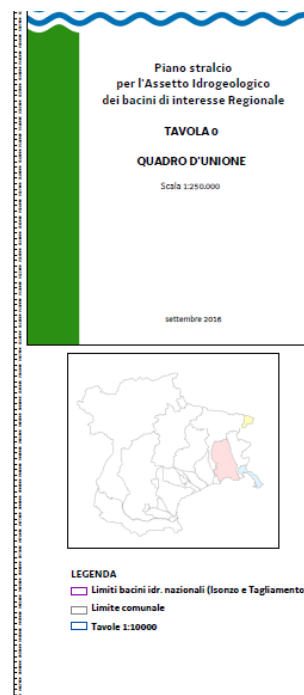 Piano stralcio
per l'Assetto Idrogeologico
dei bacini di interesse Regionale
TAVOLA 0
QUADRO D'UNIONE
Scala 1:250.000
settembre 2016
LEGENDA
Limiti bacini idr. nazionali (Isonzo e Tagliamento
Limite comunale
Tavole 1:10000